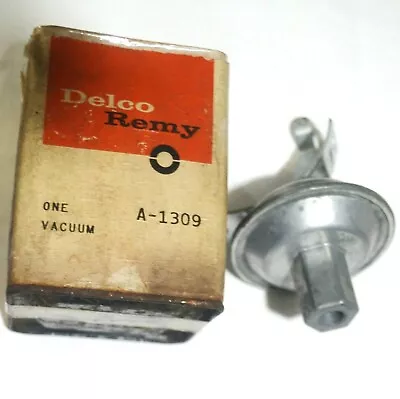 Delco
Remy
ONE
A-1309
VACUUM